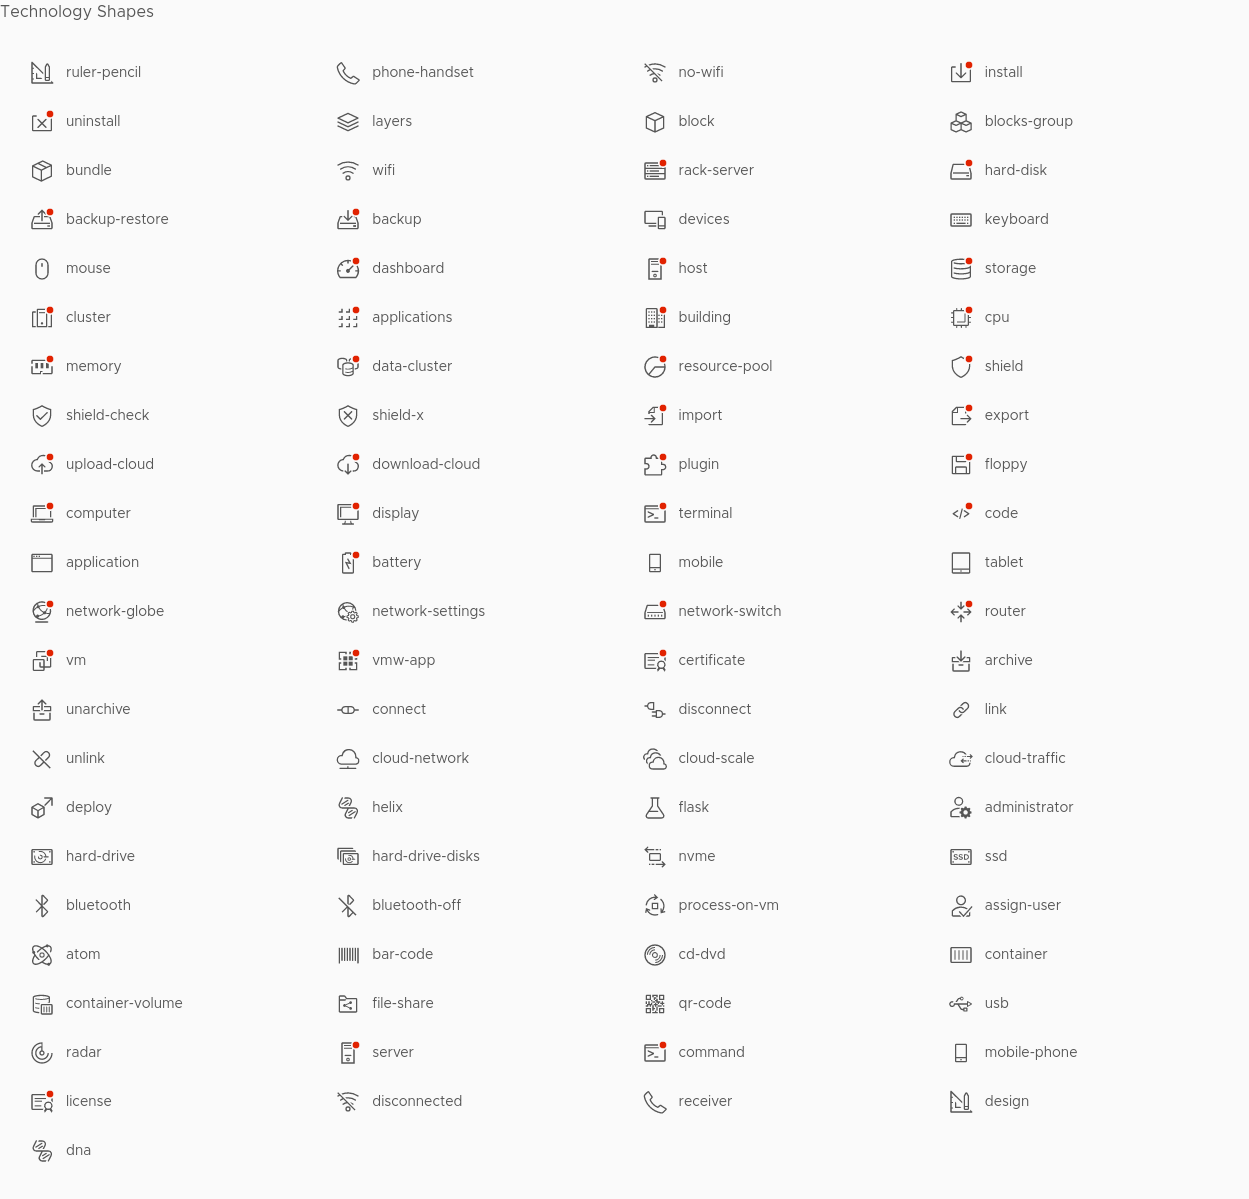 Technology Shapes
ruler-pencil phone-handset no-wifi install
uninstall layers block blocks-group
bundle wifi rack-server hard-disk
backup-restore backup devices keyboard
mouse dashboard host storage
cluster applications building cpu
memory data-cluster resource-pool shield
shield-check shield-x import export
upload-cloud download-cloud plugin floppy
computer display terminal code
application battery mobile tablet
network-globe network-settings network-switch router
vm vmw-app certificate archive
unarchive connect disconnect link
unlink cloud-network cloud-scale cloud-traffic
deploy helix flask administrator
hard-drive hard-drive-disks nvme SSD ssd
bluetooth bluetooth-off process-on-vm assign-user
atom bar-code cd-dvd container
container-volume file-share qr-code usb
radar server command mobile-phone
license disconnected receiver design
dna